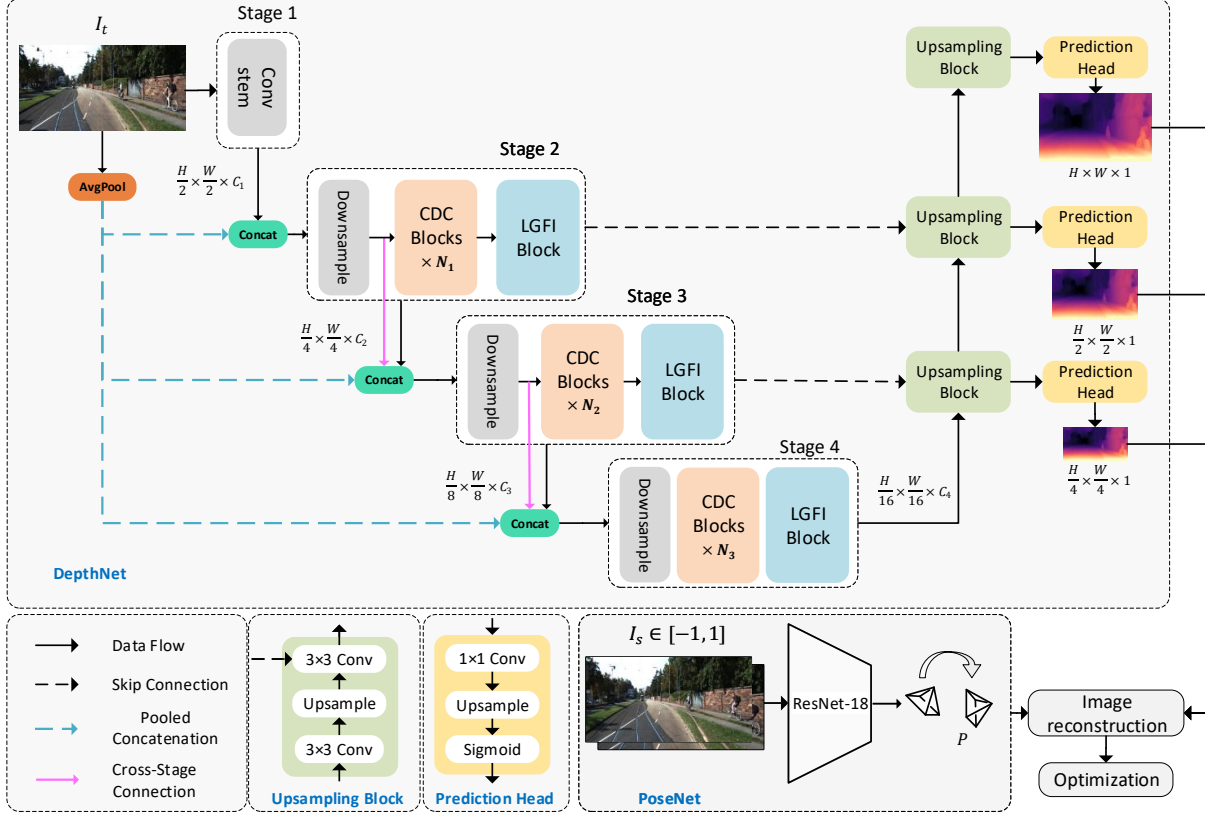 I_t
Stage 1
Conv
stem
H/2 × W/2 × C_1
AvgPool
Concat
Stage 2
Downsample
CDC
Blocks
× N_1
LGFI
Block
H/4 × W/4 × C_2
Concat
Stage 3
Downsample
CDC
Blocks
× N_2
LGFI
Block
H/8 × W/8 × C_3
Concat
Stage 4
Downsample
CDC
Blocks
× N_3
LGFI
Block
H/16 × W/16 × C_4
Upsampling
Block
Prediction
Head
H × W × 1
Upsampling
Block
Prediction
Head
H/2 × W/2 × 1
Upsampling
Block
Prediction
Head
H/4 × W/4 × 1
DepthNet
Data Flow
Skip Connection
Pooled
Concatenation
Cross-Stage
Connection
3×3 Conv
Upsample
3×3 Conv
Upsampling Block
1×1 Conv
Upsample
Sigmoid
Prediction Head
I_s ∈ [−1, 1]
ResNet-18
P
PoseNet
Image
reconstruction
Optimization